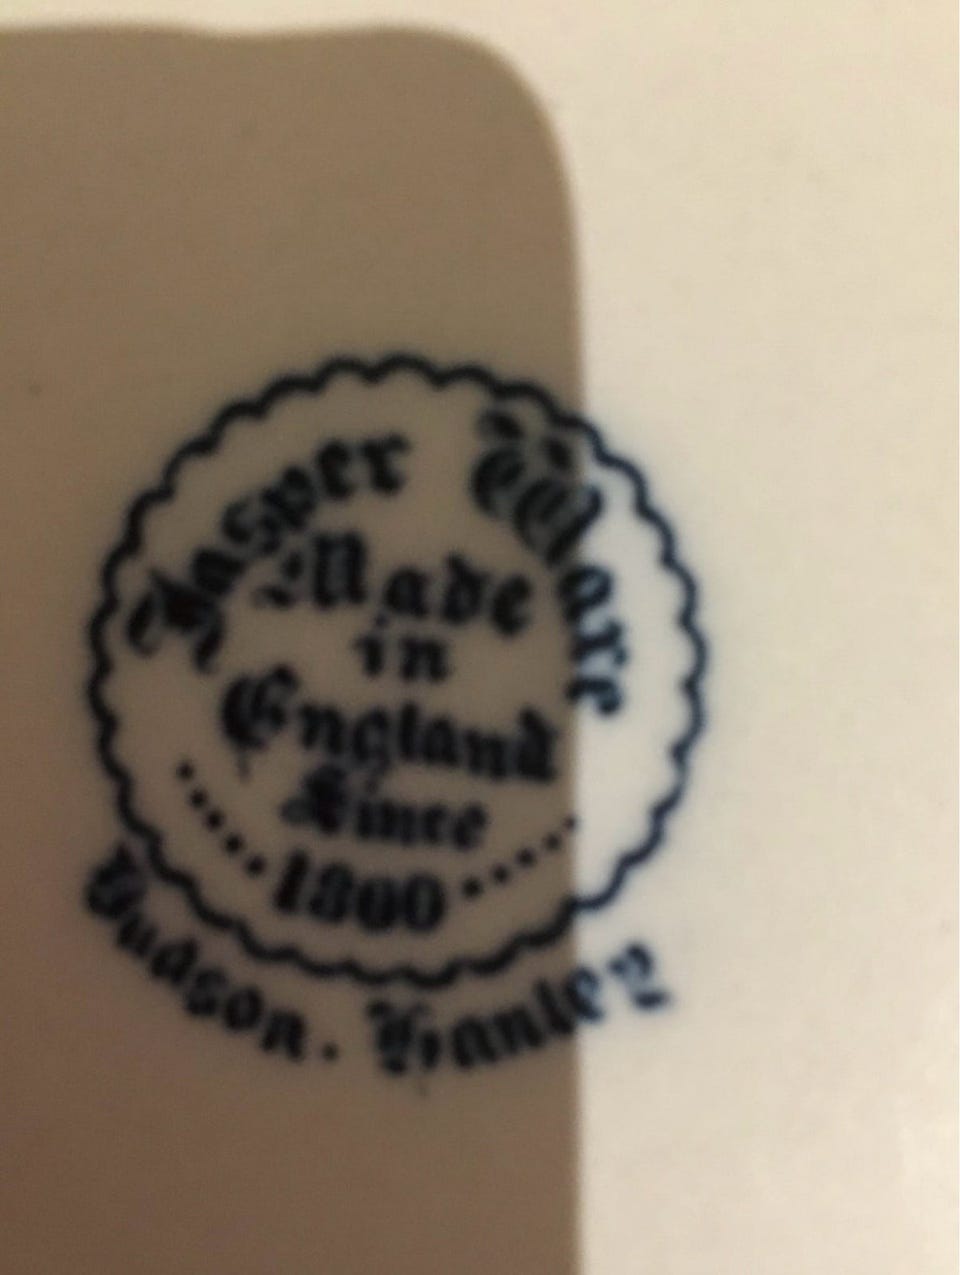 Jasper Ware
Made
in
England
Since
1800
Dudson. Hanley